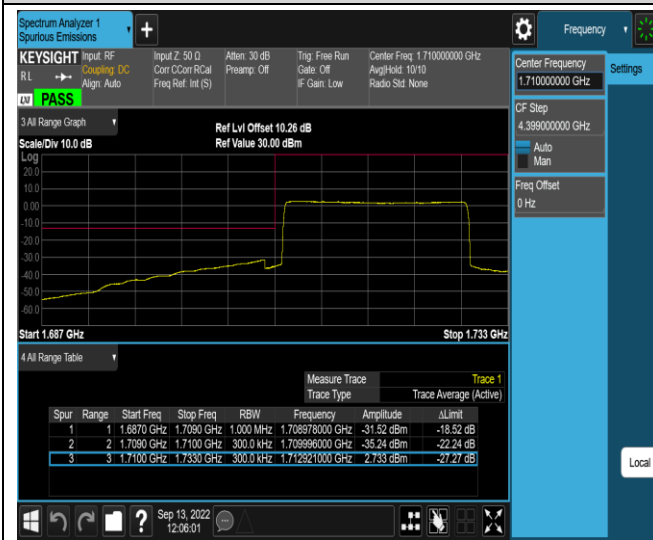 Spectrum Analyzer 1
Spurious Emissions
+
Frequency
KEYSIGHT
Input: RF
Coupling: DC
Align: Auto
Input Z: 50 Ω
Corr CCorr RCal
Freq Ref: Int (S)
Atten: 30 dB
Preamp: Off
Trig: Free Run
Gate: Off
IF Gain: Low
Center Freq: 1.710000000 GHz
Avg|Hold: 10/10
Radio Std: None
R L
LXI PASS
Center Frequency
1.710000000 GHz
Settings
CF Step
4.399000000 GHz
Auto
Man
Freq Offset
0 Hz
3 All Range Graph
Ref Lvl Offset 10.26 dB
Scale/Div 10.0 dB
Ref Value 30.00 dBm
Log
20.0
10.0
0.00
-10.0
-20.0
-30.0
-40.0
-50.0
-60.0
Start 1.687 GHz
Stop 1.733 GHz
4 All Range Table
Measure Trace Trace 1
Trace Type Trace Average (Active)
Spur Range Start Freq Stop Freq RBW Frequency Amplitude ΔLimit
1 1 1.6870 GHz 1.7090 GHz 1.000 MHz 1.708978000 GHz -31.52 dBm -18.52 dB
2 2 1.7090 GHz 1.7100 GHz 300.0 kHz 1.709996000 GHz -35.24 dBm -22.24 dB
3 3 1.7100 GHz 1.7330 GHz 300.0 kHz 1.712921000 GHz 2.733 dBm -27.27 dB
Local
?
Sep 13, 2022
12:06:01